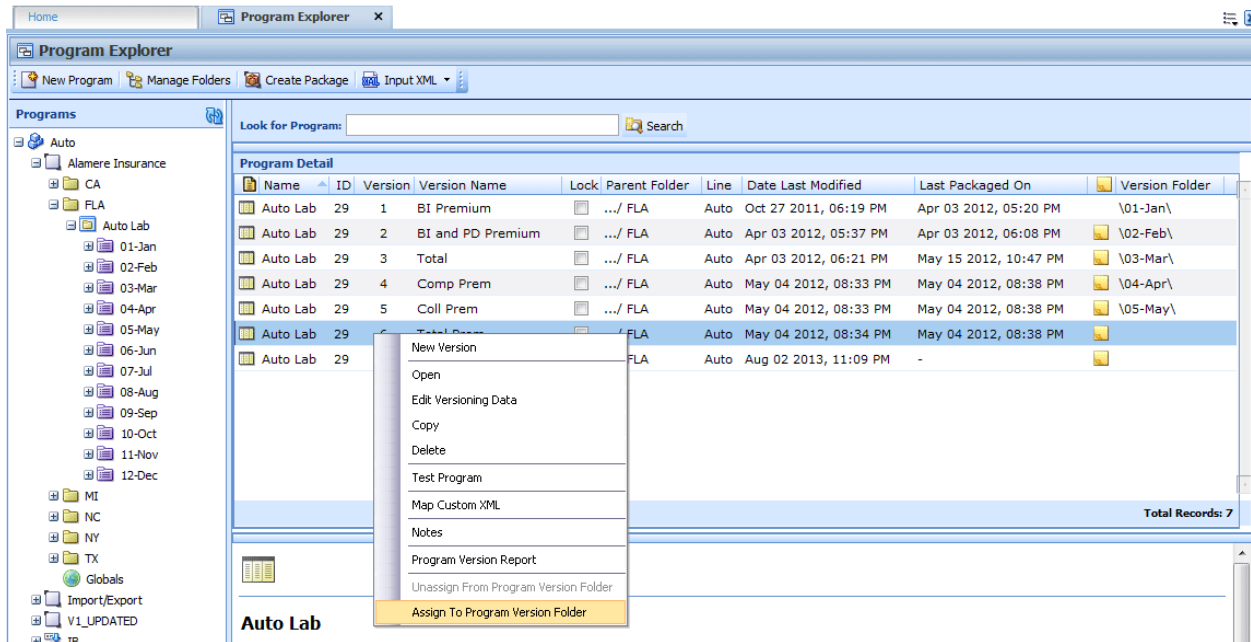 Home Program Explorer x
Program Explorer
New Program Manage Folders Create Package Input XML
Programs
Auto
Alamere Insurance
CA
FLA
Auto Lab
01-Jan
02-Feb
03-Mar
04-Apr
05-May
06-Jun
07-Jul
08-Aug
09-Sep
10-Oct
11-Nov
12-Dec
MI
NC
NY
TX
Globals
Import/Export
V1_UPDATED
Look for Program: Search
Program Detail
Name ID Version Version Name Lock Parent Folder Line Date Last Modified Last Packaged On Version Folder
Auto Lab 29 1 BI Premium .../ FLA Auto Oct 27 2011, 06:19 PM Apr 03 2012, 05:20 PM \01-Jan\
Auto Lab 29 2 BI and PD Premium .../ FLA Auto Apr 03 2012, 05:37 PM Apr 03 2012, 06:08 PM \02-Feb\
Auto Lab 29 3 Total .../ FLA Auto Apr 03 2012, 06:21 PM May 15 2012, 10:47 PM \03-Mar\
Auto Lab 29 4 Comp Prem .../ FLA Auto May 04 2012, 08:33 PM May 04 2012, 08:38 PM \04-Apr\
Auto Lab 29 5 Coll Prem .../ FLA Auto May 04 2012, 08:33 PM May 04 2012, 08:38 PM \05-May\
Auto Lab 29 6 Total Prem / FLA Auto May 04 2012, 08:34 PM May 04 2012, 08:38 PM
Auto Lab 29 FLA Auto Aug 02 2013, 11:09 PM -
New Version
Open
Edit Versioning Data
Copy
Delete
Test Program
Map Custom XML
Notes
Program Version Report
Unassign From Program Version Folder
Assign To Program Version Folder
Total Records: 7
Auto Lab